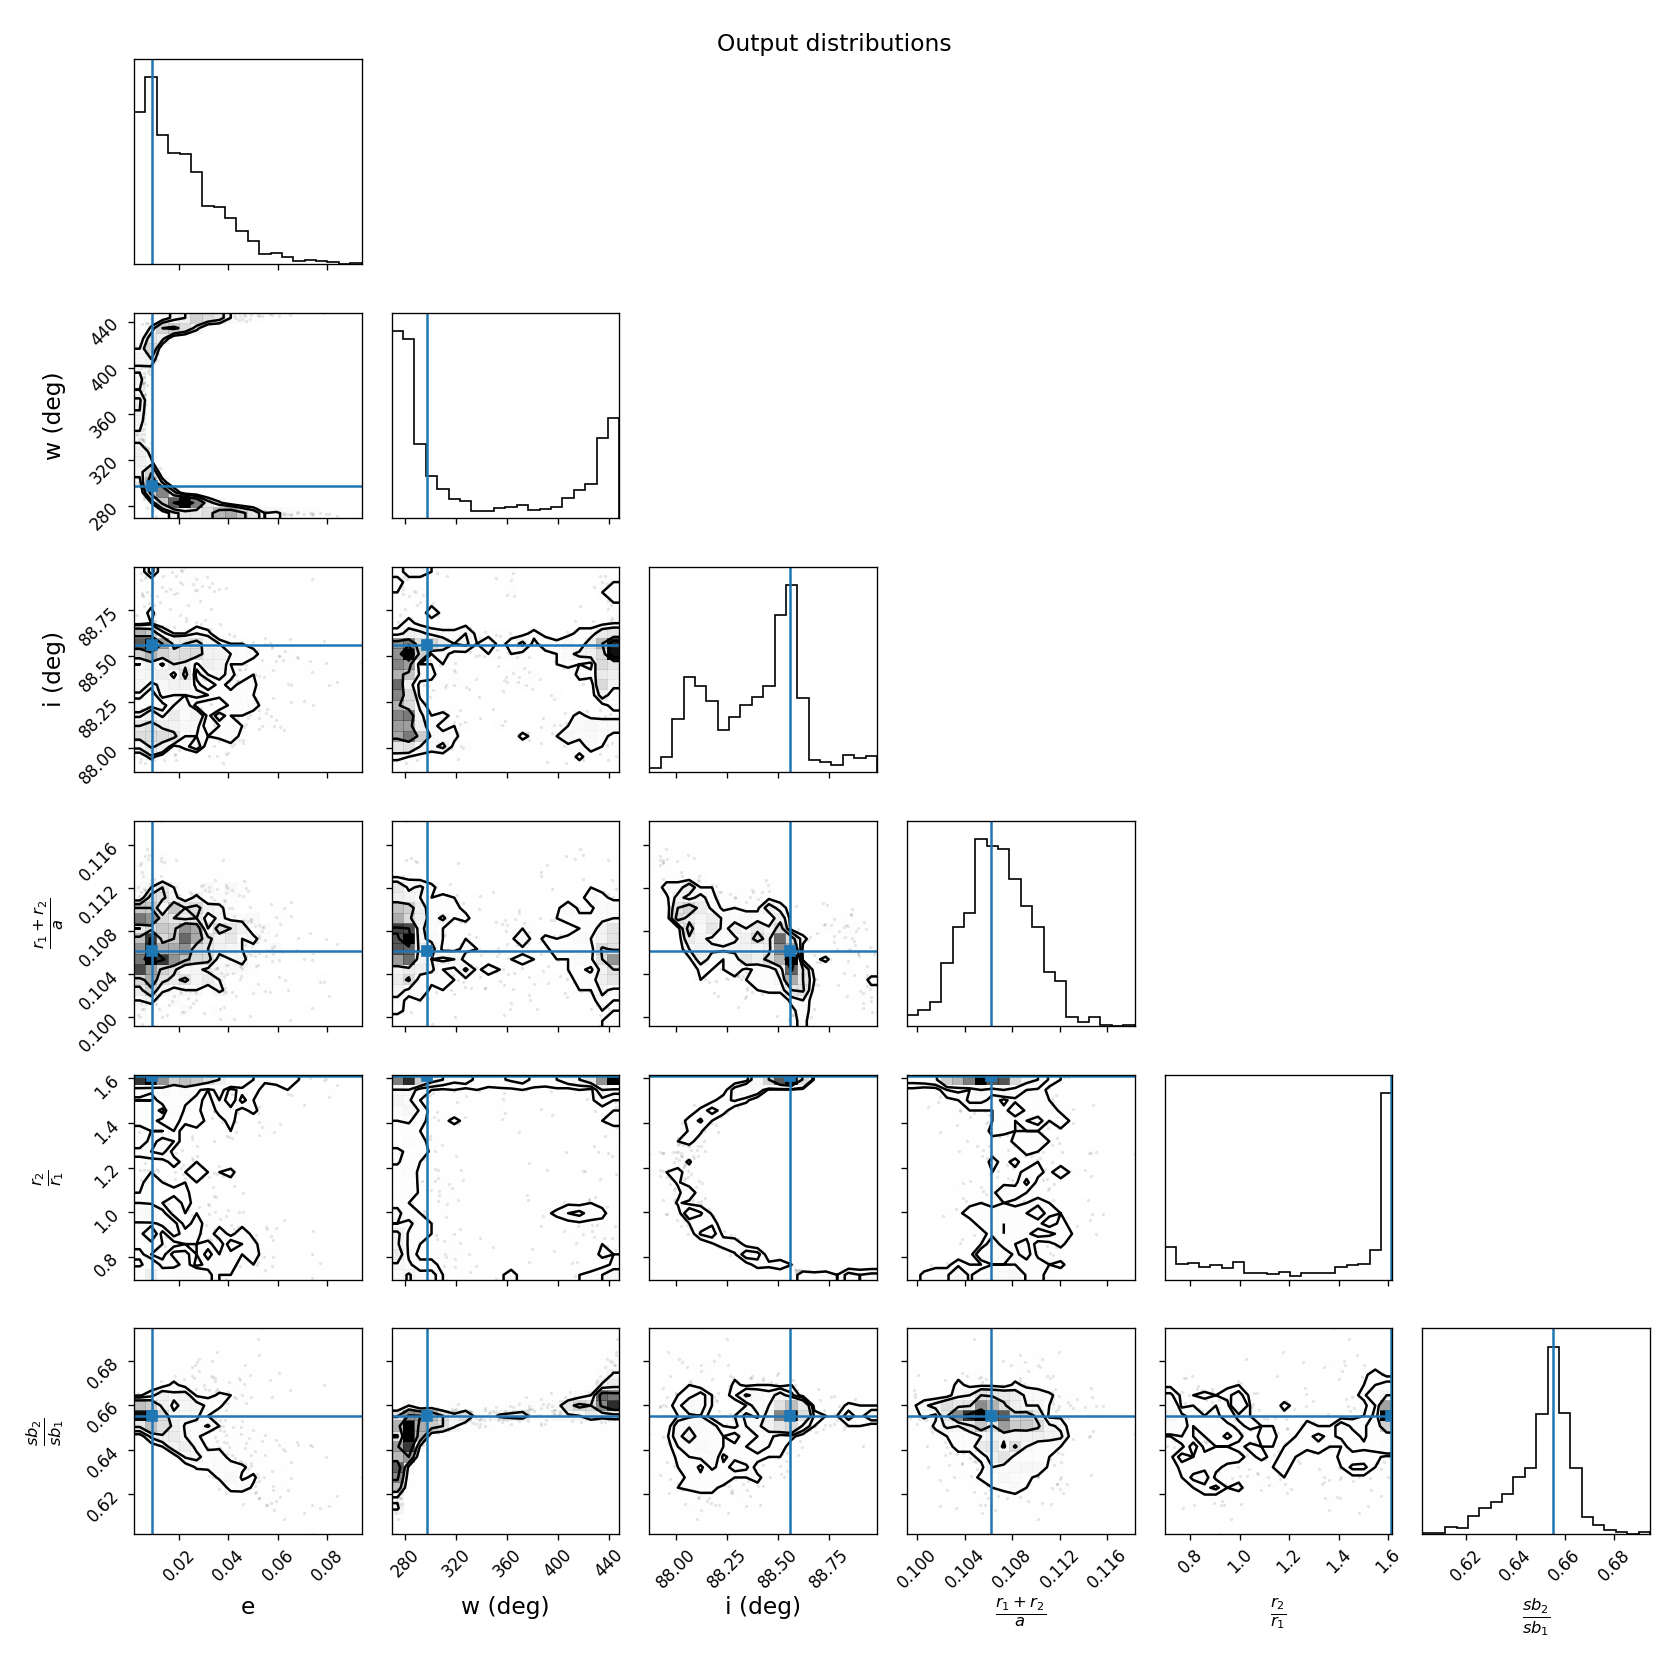 Output distributions
w (deg)
440
400
360
320
280
i (deg)
88.75
88.50
88.25
88.00
r₁ + r₂
a
0.116
0.112
0.108
0.104
0.100
r₂
r₁
1.6
1.4
1.2
1.0
0.8
sb₂
sb₁
0.68
0.66
0.64
0.62
0.02 0.04 0.06 0.08 280 320 360 400 440 88.00 88.25 88.50 88.75 0.100 0.104 0.108 0.112 0.116 0.8 1.0 1.2 1.4 1.6 0.62 0.64 0.66 0.68
e w (deg) i (deg)
r₁ + r₂ r₂ sb₂
a r₁ sb₁